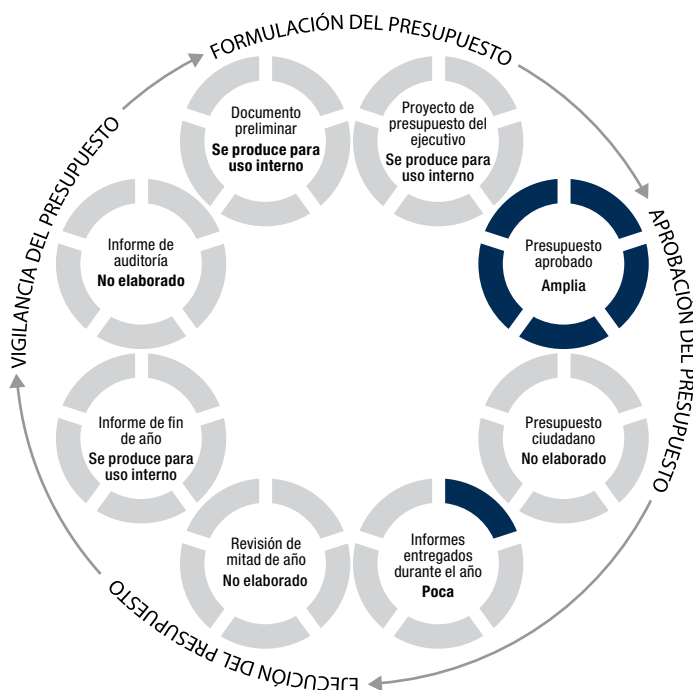 FORMULACIÓN DEL PRESUPUESTO
Documento
preliminar
Se produce para
uso interno
Proyecto de
presupuesto del
ejecutivo
Se produce para
uso interno
APROBACIÓN DEL PRESUPUESTO
Presupuesto
aprobado
Amplia
Presupuesto
ciudadano
No elaborado
EJECUCIÓN DEL PRESUPUESTO
Informes
entregados
durante el año
Poca
Revisión de
mitad de año
No elaborado
VIGILANCIA DEL PRESUPUESTO
Informe de fin
de año
Se produce para
uso interno
Informe de
auditoría
No elaborado